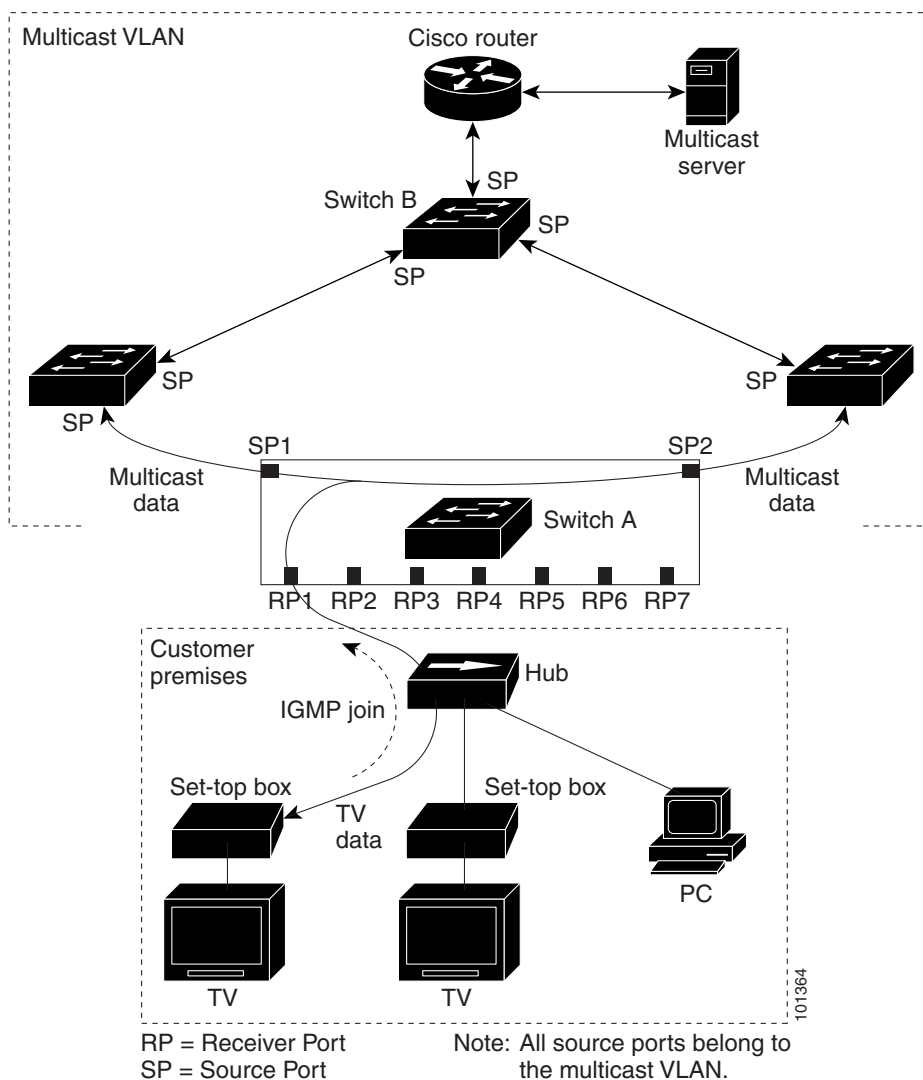 Multicast VLAN
Cisco router
Multicast
server
SP
Switch B
SP
SP
SP
SP
SP
SP1
SP2
Multicast
data
Multicast
data
Switch A
RP1 RP2 RP3 RP4 RP5 RP6 RP7
Customer
premises
Hub
IGMP join
Set-top box
Set-top box
TV
data
PC
TV
TV
101364
RP = Receiver Port
SP = Source Port
Note: All source ports belong to
the multicast VLAN.